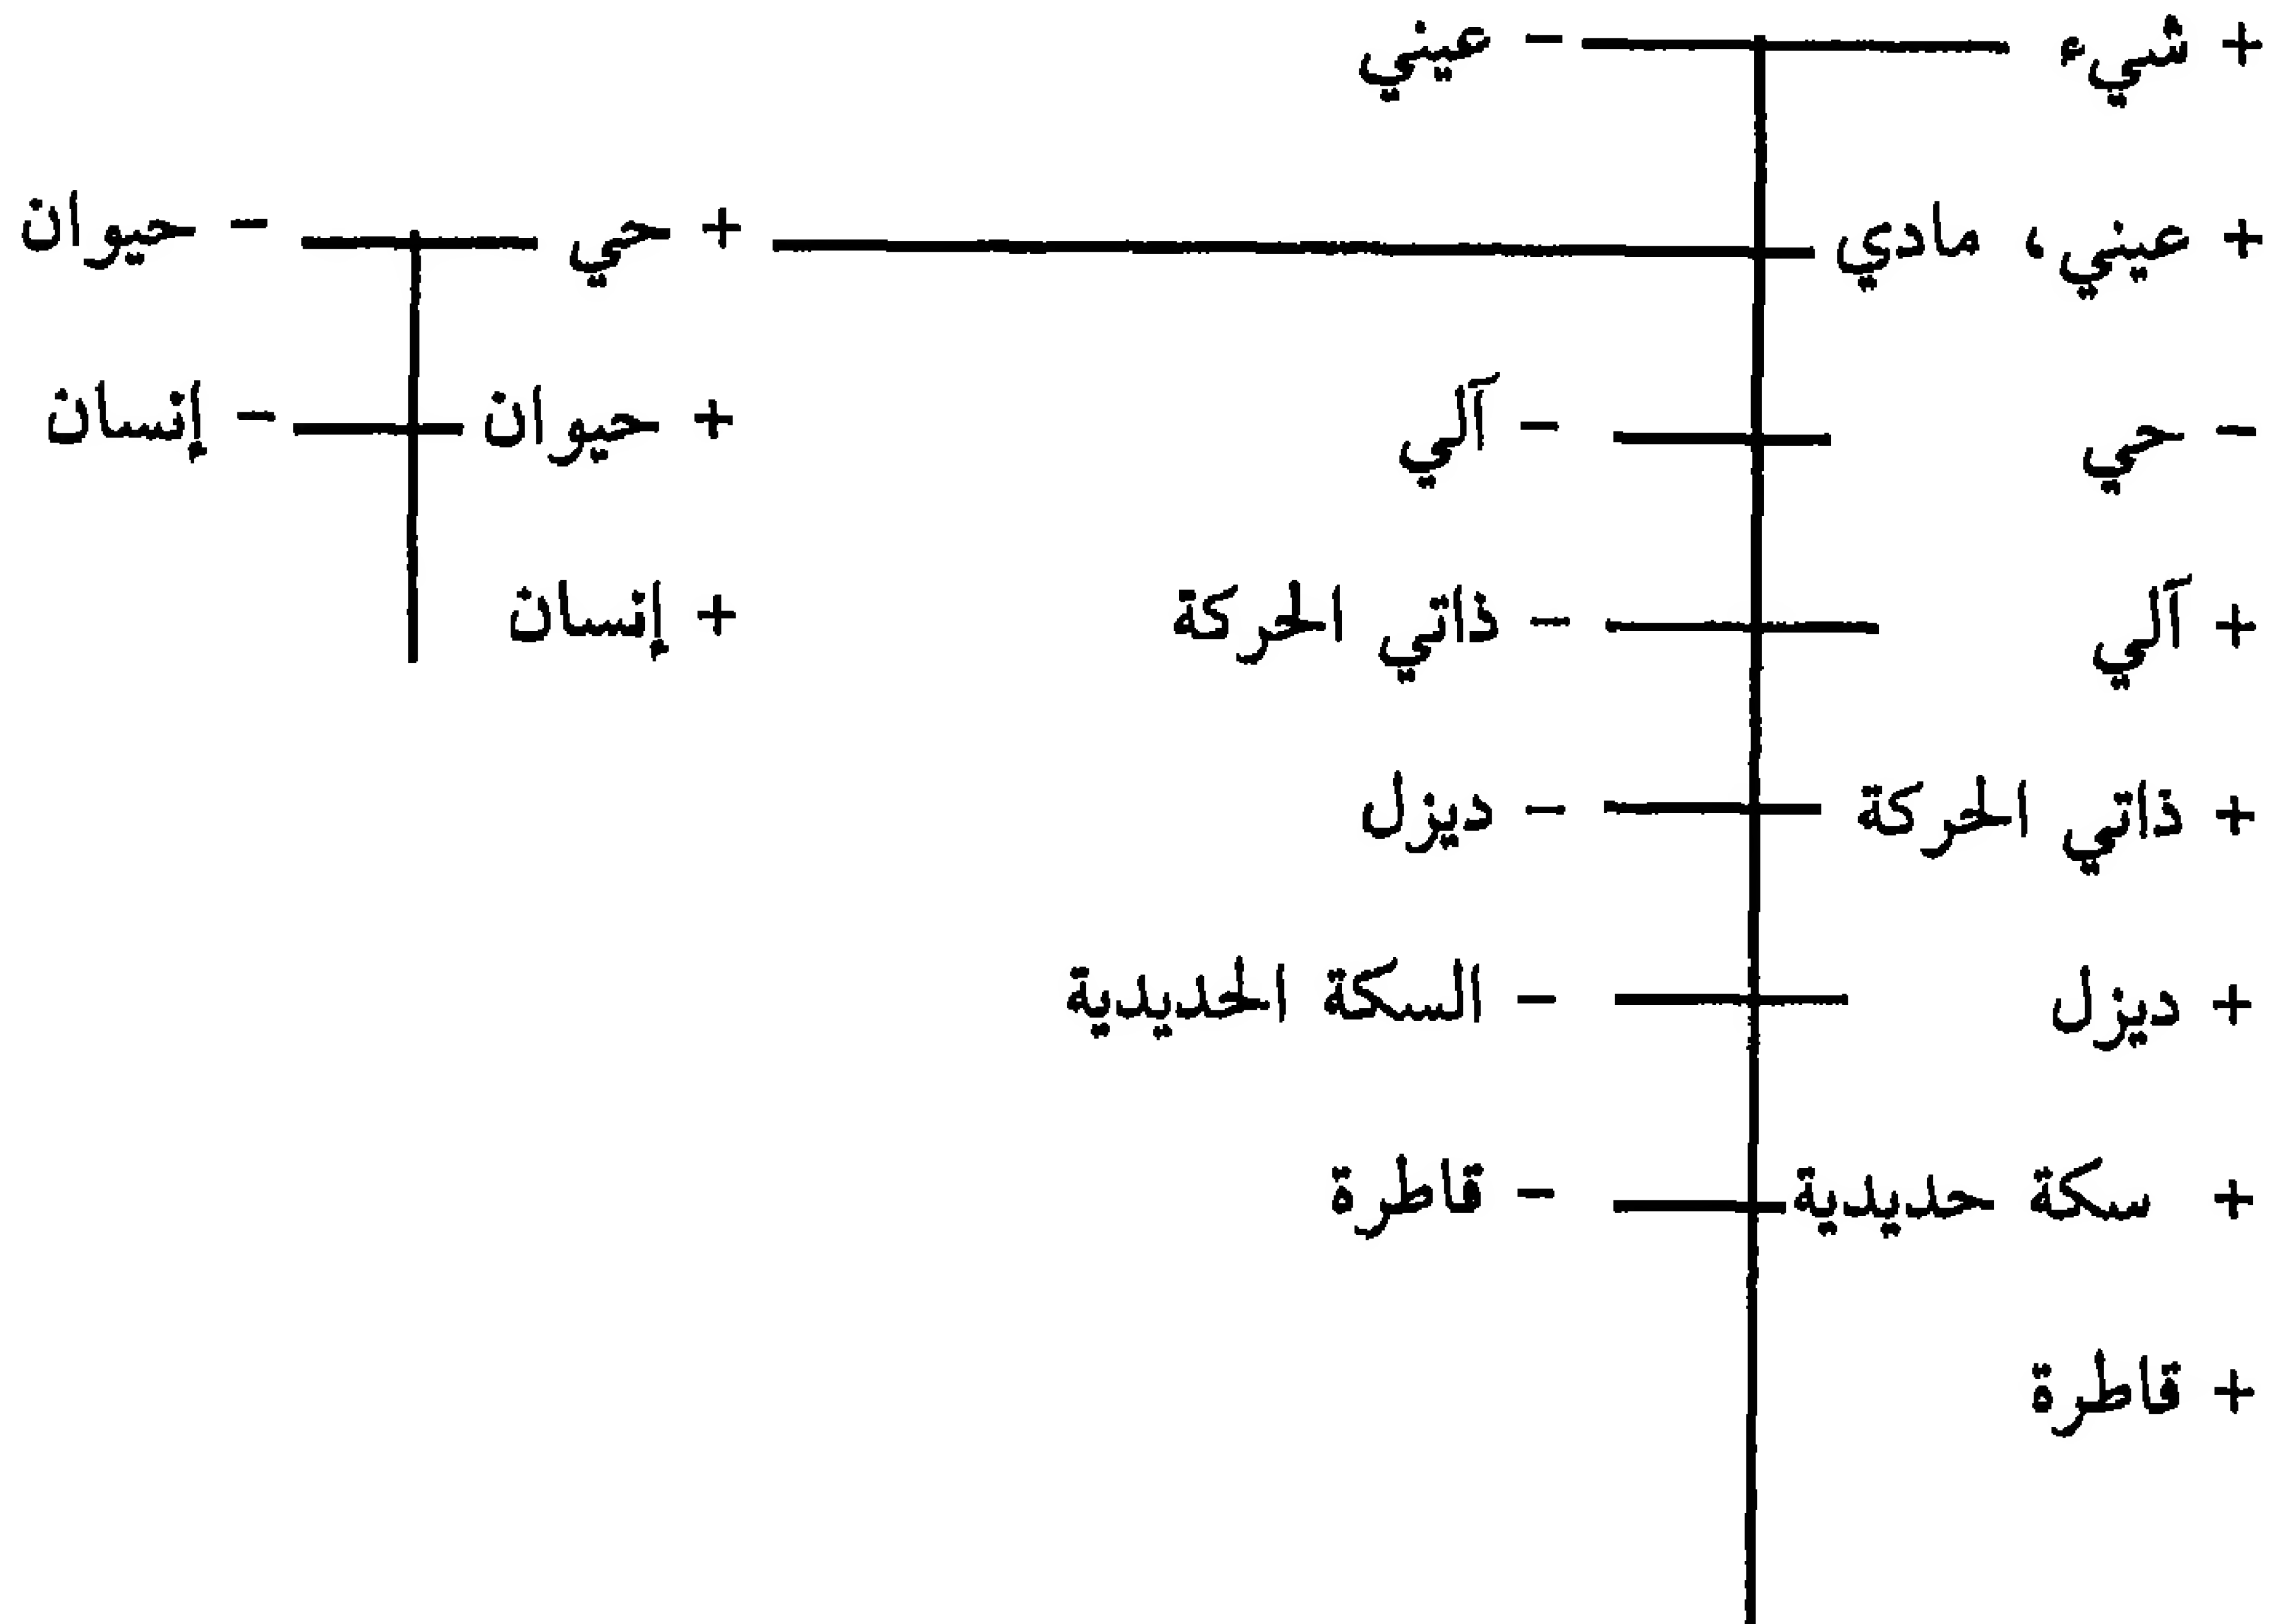 + شيء - عيني
+ عيني، مادي + حي - حيوان
- حي - آلي + حيوان - إنسان
+ آلي - ذاتي الحركة + إنسان
+ ذاتي الحركة - ديزل
+ ديزل - السكة الحديدية
+ سكة حديدية - قاطرة
+ قاطرة